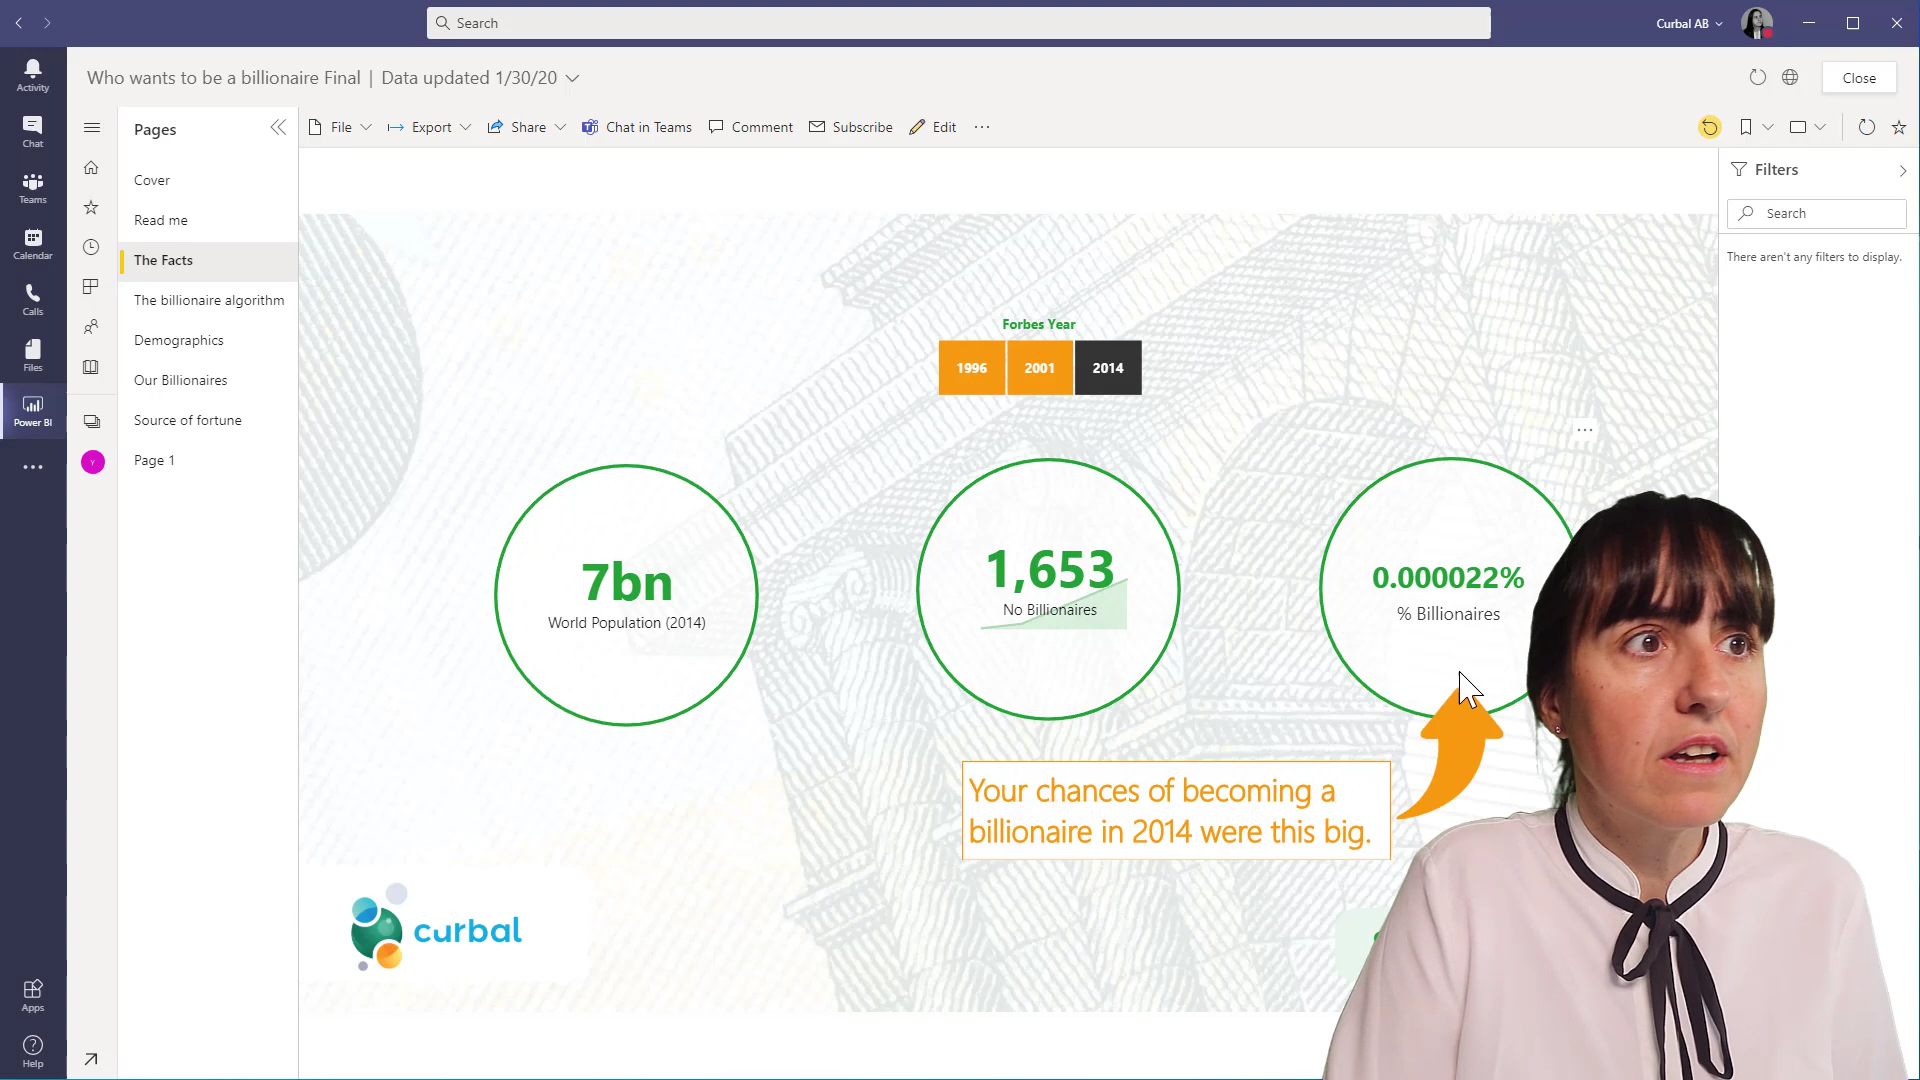 Search
Curbal AB
Activity
Chat
Teams
Calendar
Calls
Files
Power BI
Apps
Help
Who wants to be a billionaire Final | Data updated 1/30/20
Close
Pages
Cover
Read me
The Facts
The billionaire algorithm
Demographics
Our Billionaires
Source of fortune
Page 1
Y
File
Export
Share
Chat in Teams
Comment
Subscribe
Edit
Filters
Search
There aren't any filters to display.
Forbes Year
1996 2001 2014
7bn
World Population (2014)
1,653
No Billionaires
0.000022%
% Billionaires
Your chances of becoming a
billionaire in 2014 were this big.
curbal